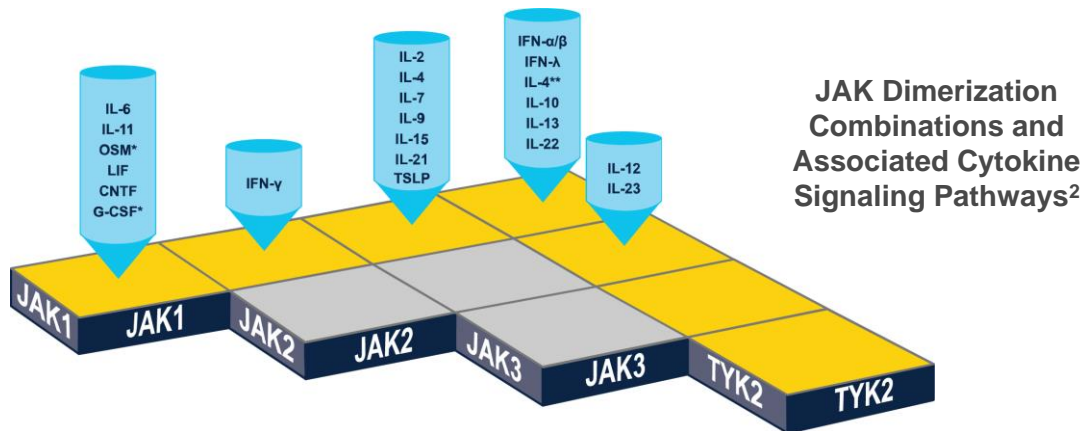 IL-6
IL-11
OSM*
LIF
CNTF
G-CSF*
IFN-γ
IL-2
IL-4
IL-7
IL-9
IL-15
IL-21
TSLP
IFN-α/β
IFN-λ
IL-4**
IL-10
IL-13
IL-22
IL-12
IL-23
JAK Dimerization
Combinations and
Associated Cytokine
Signaling Pathways²
JAK1
JAK1
JAK2
JAK2
JAK3
JAK3
TYK2
TYK2